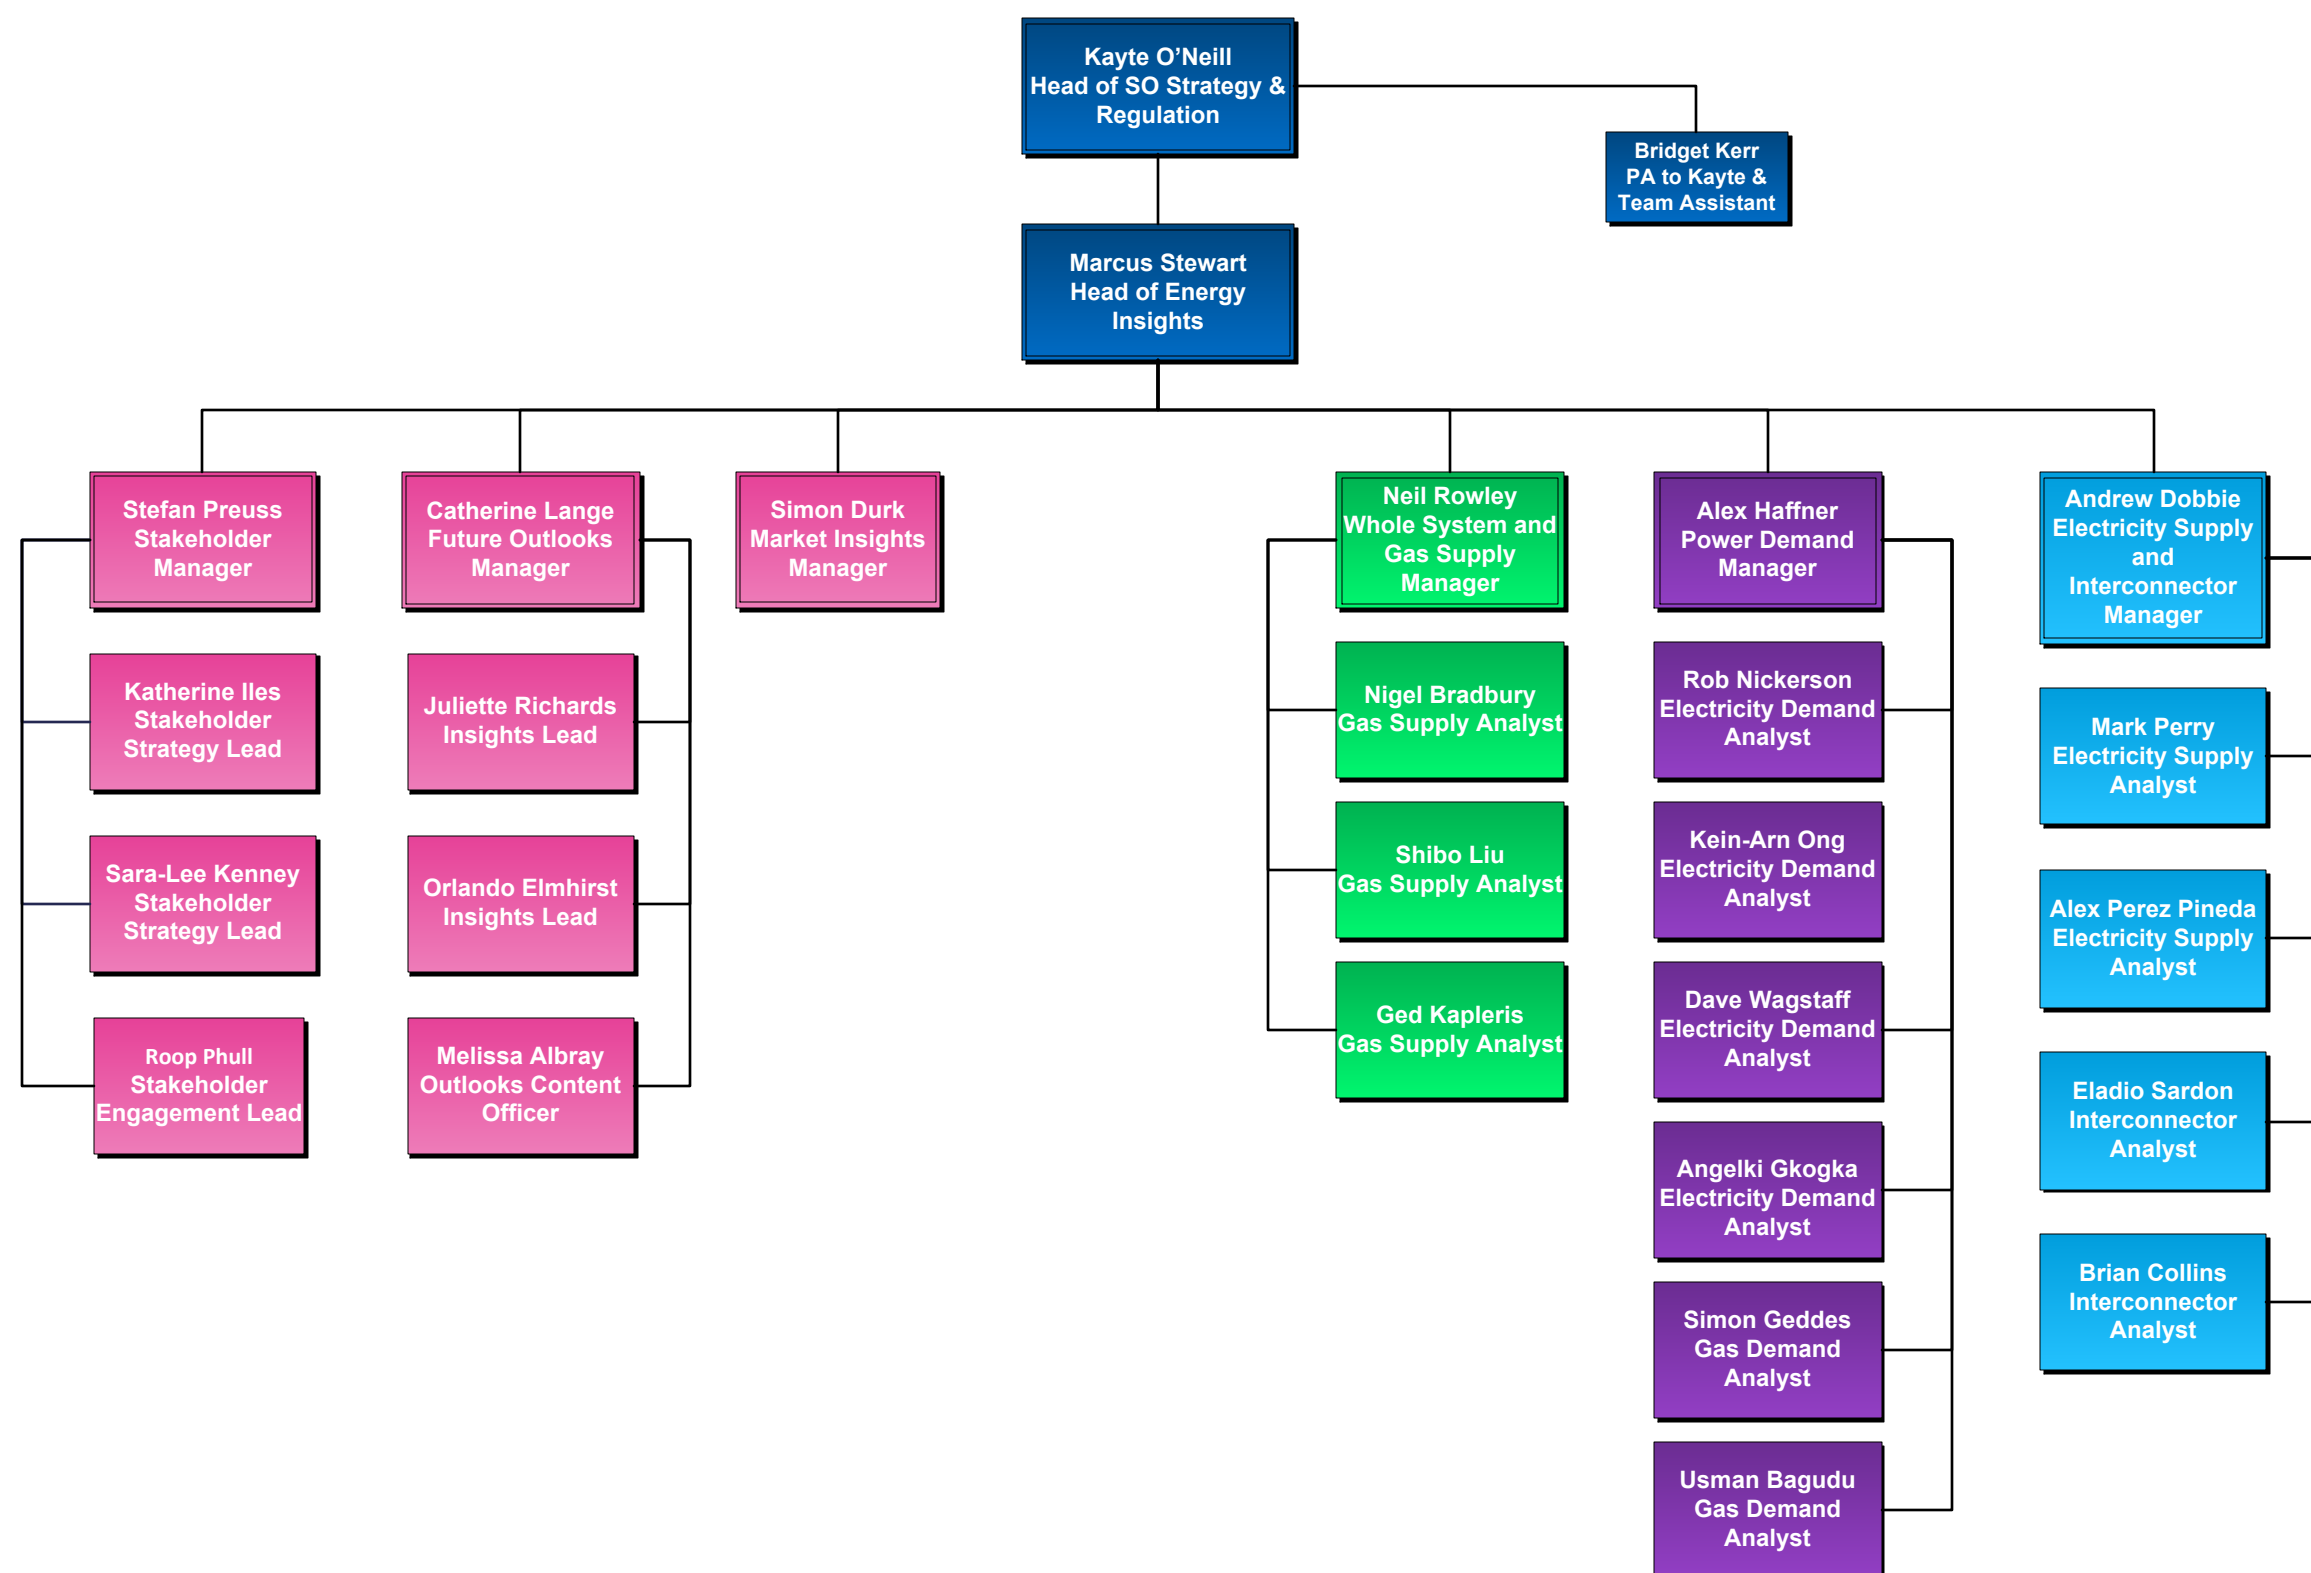 Kayte O’Neill
Head of SO Strategy &
Regulation
Bridget Kerr
PA to Kayte &
Team Assistant
Marcus Stewart
Head of Energy
Insights
Stefan Preuss
Stakeholder
Manager
Katherine Iles
Stakeholder
Strategy Lead
Sara-Lee Kenney
Stakeholder
Strategy Lead
Roop Phull
Stakeholder
Engagement Lead
Catherine Lange
Future Outlooks
Manager
Juliette Richards
Insights Lead
Orlando Elmhirst
Insights Lead
Melissa Albray
Outlooks Content
Officer
Simon Durk
Market Insights
Manager
Neil Rowley
Whole System and
Gas Supply
Manager
Nigel Bradbury
Gas Supply Analyst
Shibo Liu
Gas Supply Analyst
Ged Kapleris
Gas Supply Analyst
Alex Haffner
Power Demand
Manager
Rob Nickerson
Electricity Demand
Analyst
Kein-Arn Ong
Electricity Demand
Analyst
Dave Wagstaff
Electricity Demand
Analyst
Angelki Gkogka
Electricity Demand
Analyst
Simon Geddes
Gas Demand
Analyst
Usman Bagudu
Gas Demand
Analyst
Andrew Dobbie
Electricity Supply
and
Interconnector
Manager
Mark Perry
Electricity Supply
Analyst
Alex Perez Pineda
Electricity Supply
Analyst
Eladio Sardon
Interconnector
Analyst
Brian Collins
Interconnector
Analyst